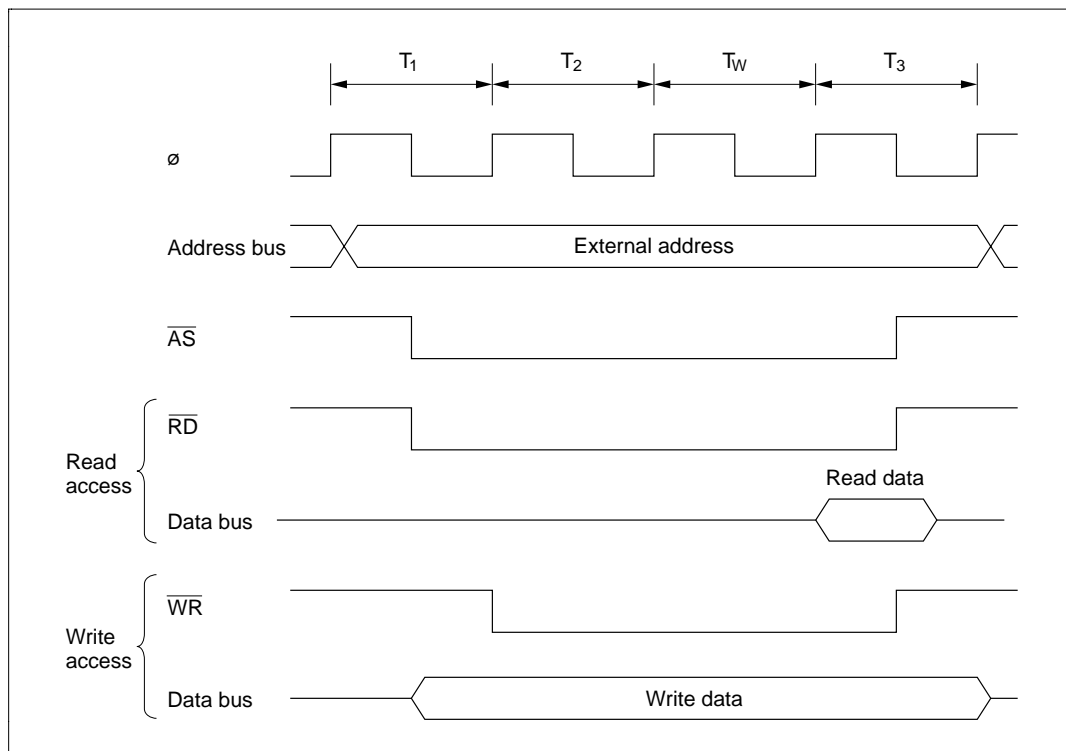 T1 T2 TW T3
ø
Address bus External address
AS
RD
Read access
Read data
Data bus
WR
Write access
Data bus Write data